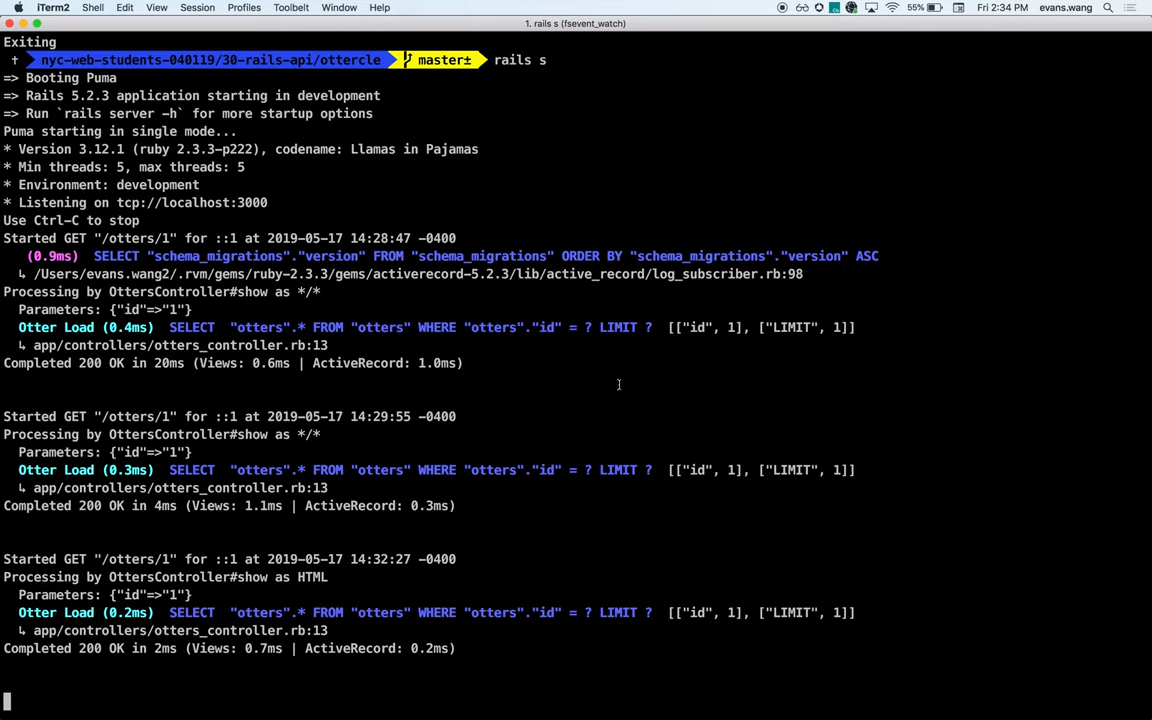 iTerm2 Shell Edit View Session Profiles Toolbelt Window Help 55% Fri 2:34 PM evans.wang
1. rails s (fsevent_watch)
Exiting
nyc-web-students-040119/30-rails-api/ottercle master± rails s
=> Booting Puma
=> Rails 5.2.3 application starting in development
=> Run `rails server -h` for more startup options
Puma starting in single mode...
* Version 3.12.1 (ruby 2.3.3-p222), codename: Llamas in Pajamas
* Min threads: 5, max threads: 5
* Environment: development
* Listening on tcp://localhost:3000
Use Ctrl-C to stop
Started GET "/otters/1" for ::1 at 2019-05-17 14:28:47 -0400
(0.9ms) SELECT "schema_migrations"."version" FROM "schema_migrations" ORDER BY "schema_migrations"."version" ASC
↳ /Users/evans.wang2/.rvm/gems/ruby-2.3.3/gems/activerecord-5.2.3/lib/active_record/log_subscriber.rb:98
Processing by OttersController#show as */*
Parameters: {"id"=>"1"}
Otter Load (0.4ms) SELECT "otters".* FROM "otters" WHERE "otters"."id" = ? LIMIT ? [["id", 1], ["LIMIT", 1]]
↳ app/controllers/otters_controller.rb:13
Completed 200 OK in 20ms (Views: 0.6ms | ActiveRecord: 1.0ms)
Started GET "/otters/1" for ::1 at 2019-05-17 14:29:55 -0400
Processing by OttersController#show as */*
Parameters: {"id"=>"1"}
Otter Load (0.3ms) SELECT "otters".* FROM "otters" WHERE "otters"."id" = ? LIMIT ? [["id", 1], ["LIMIT", 1]]
↳ app/controllers/otters_controller.rb:13
Completed 200 OK in 4ms (Views: 1.1ms | ActiveRecord: 0.3ms)
Started GET "/otters/1" for ::1 at 2019-05-17 14:32:27 -0400
Processing by OttersController#show as HTML
Parameters: {"id"=>"1"}
Otter Load (0.2ms) SELECT "otters".* FROM "otters" WHERE "otters"."id" = ? LIMIT ? [["id", 1], ["LIMIT", 1]]
↳ app/controllers/otters_controller.rb:13
Completed 200 OK in 2ms (Views: 0.7ms | ActiveRecord: 0.2ms)